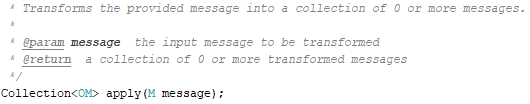 * Transforms the provided message into a collection of 0 or more messages.
*
* @param message the input message to be transformed
* @return a collection of 0 or more transformed messages
*/
Collection<OM> apply(M message);